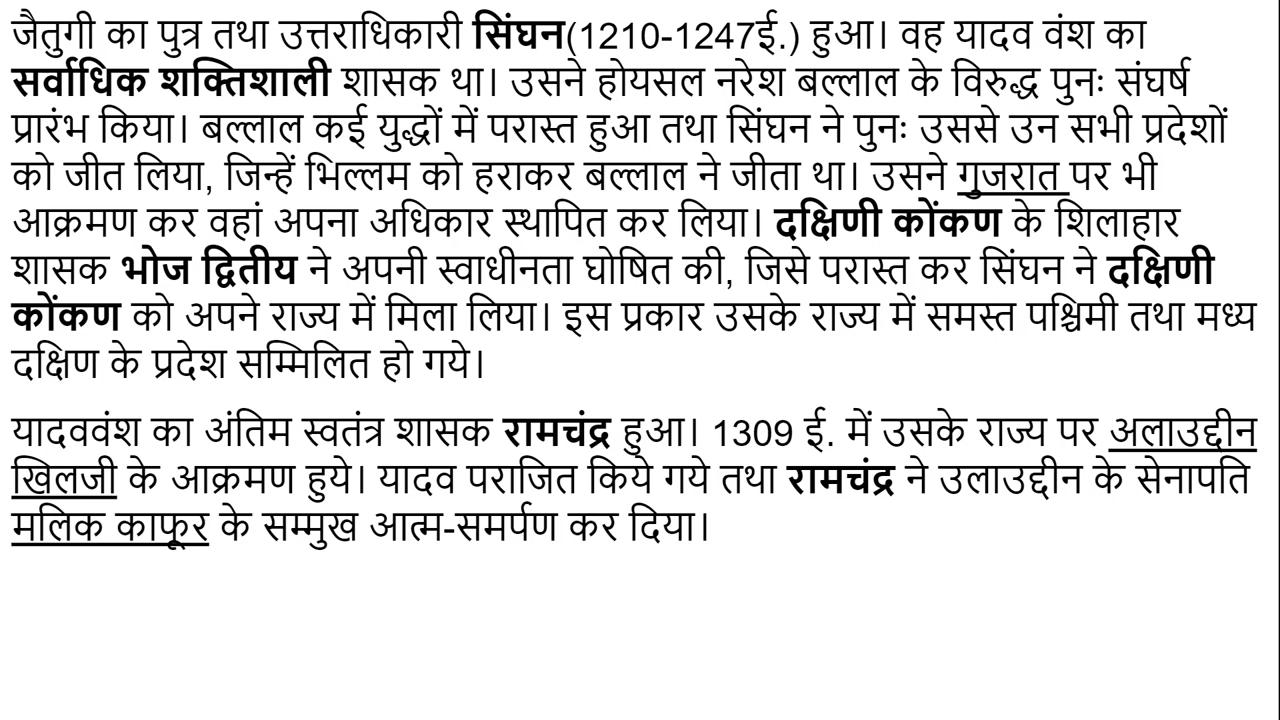 जैतुगी का पुत्र तथा उत्तराधिकारी सिंघन(1210-1247ई.) हुआ। वह यादव वंश का
सर्वाधिक शक्तिशाली शासक था। उसने होयसल नरेश बल्लाल के विरुद्ध पुनः संघर्ष
प्रारंभ किया। बल्लाल कई युद्धों में परास्त हुआ तथा सिंघन ने पुनः उससे उन सभी प्रदेशों
को जीत लिया, जिन्हें भिल्लम को हराकर बल्लाल ने जीता था। उसने गुजरात पर भी
आक्रमण कर वहां अपना अधिकार स्थापित कर लिया। दक्षिणी कोंकण के शिलाहार
शासक भोज द्वितीय ने अपनी स्वाधीनता घोषित की, जिसे परास्त कर सिंघन ने दक्षिणी
कोंकण को अपने राज्य में मिला लिया। इस प्रकार उसके राज्य में समस्त पश्चिमी तथा मध्य
दक्षिण के प्रदेश सम्मिलित हो गये।
यादववंश का अंतिम स्वतंत्र शासक रामचंद्र हुआ। 1309 ई. में उसके राज्य पर अलाउद्दीन
खिलजी के आक्रमण हुये। यादव पराजित किये गये तथा रामचंद्र ने उलाउद्दीन के सेनापति
मलिक काफूर के सम्मुख आत्म-समर्पण कर दिया।